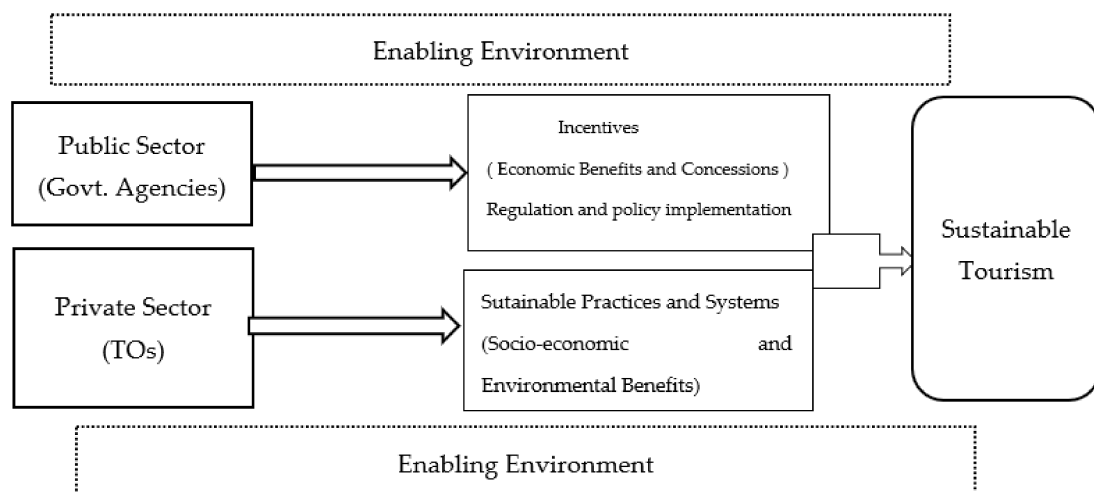 Enabling Environment
Public Sector
(Govt. Agencies)
Incentives
( Economic Benefits and Concessions )
Regulation and policy implementation
Private Sector
(TOs)
Sutainable Practices and Systems
(Socio-economic and
Environmental Benefits)
Sustainable
Tourism
Enabling Environment